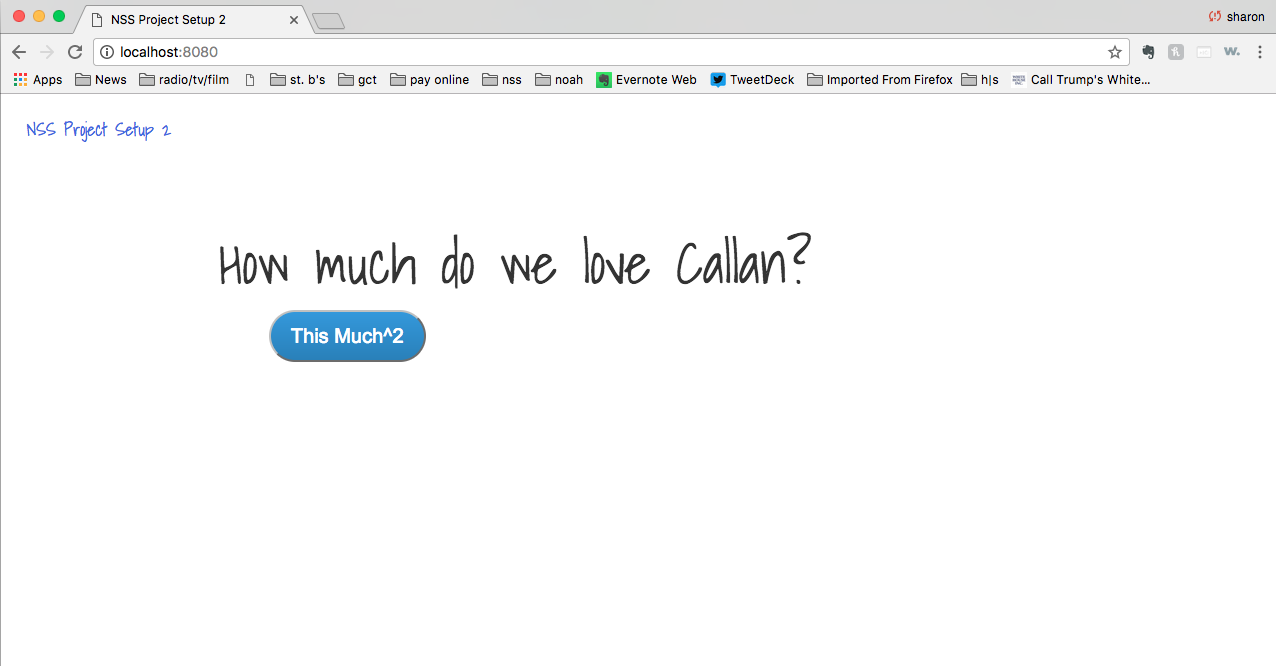 NSS Project Setup 2
sharon
localhost:8080
Apps News radio/tv/film st. b's gct pay online nss noah Evernote Web TweetDeck Imported From Firefox h|s Call Trump's White...
NSS Project Setup 2
How much do we love Callan?
This Much^2